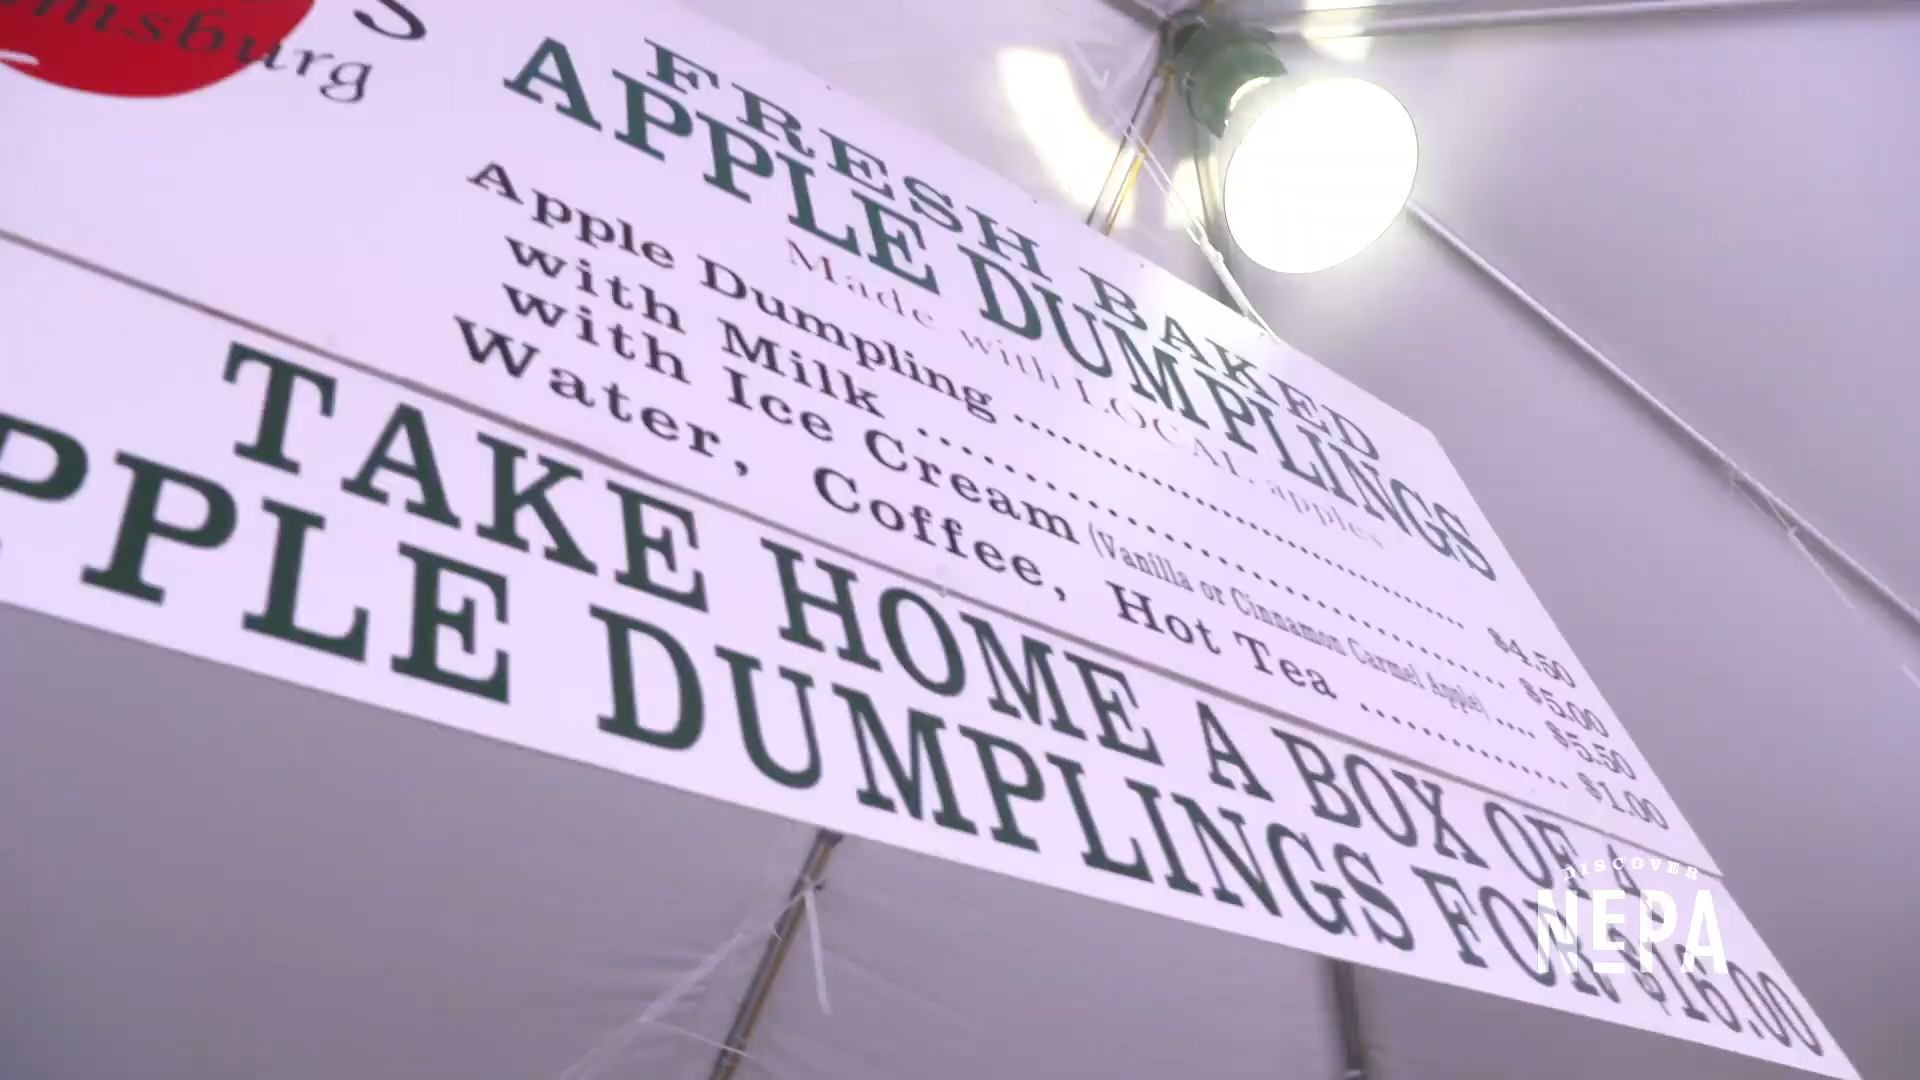 S
msburg
FRESH BAKED
APPLE DUMPLINGS
Made with LOCAL apples
Apple Dumpling .................... $4.50
with Milk .................... $5.00
with Ice Cream (Vanilla or Cinnamon Carmel Apple) .... $5.50
Water, Coffee, Hot Tea ............... $1.00
TAKE HOME A BOX OF 4
PPLE DUMPLINGS FOR $16.00
DISCOVER
NEPA